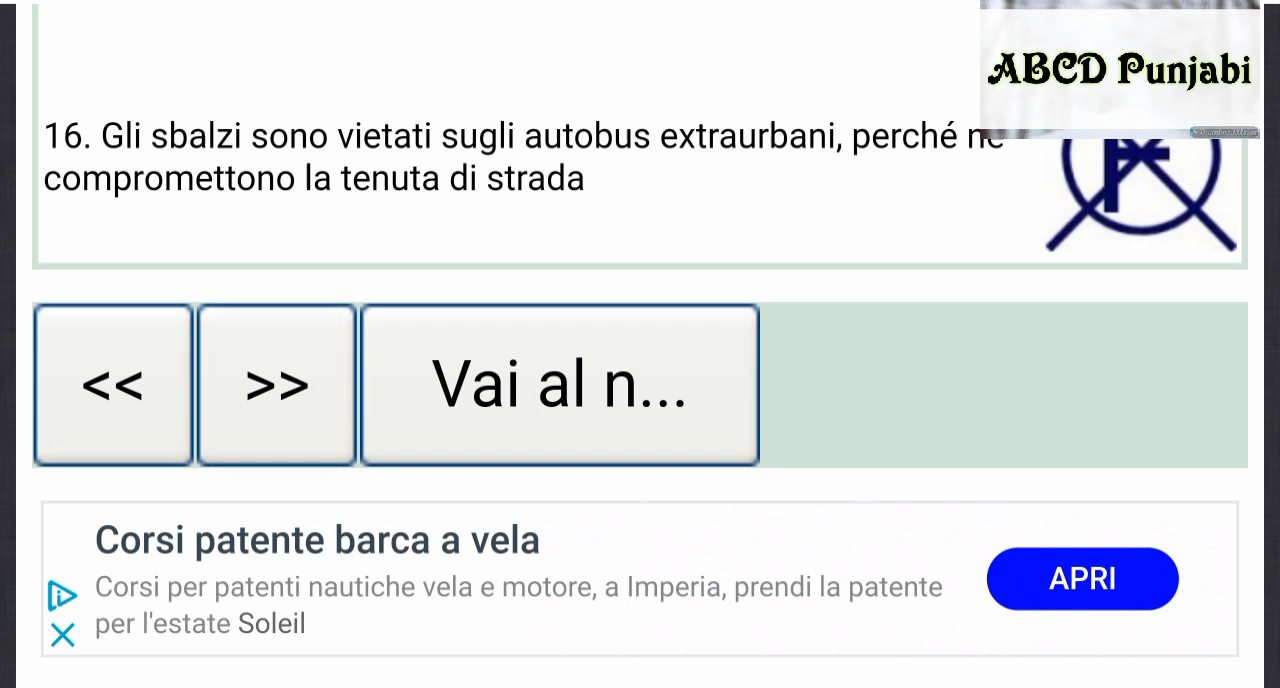 ABCD Punjabi
16. Gli sbalzi sono vietati sugli autobus extraurbani, perché
compromettono la tenuta di strada
<< >> Vai al n...
Corsi patente barca a vela
Corsi per patenti nautiche vela e motore, a Imperia, prendi la patente
per l'estate Soleil
APRI